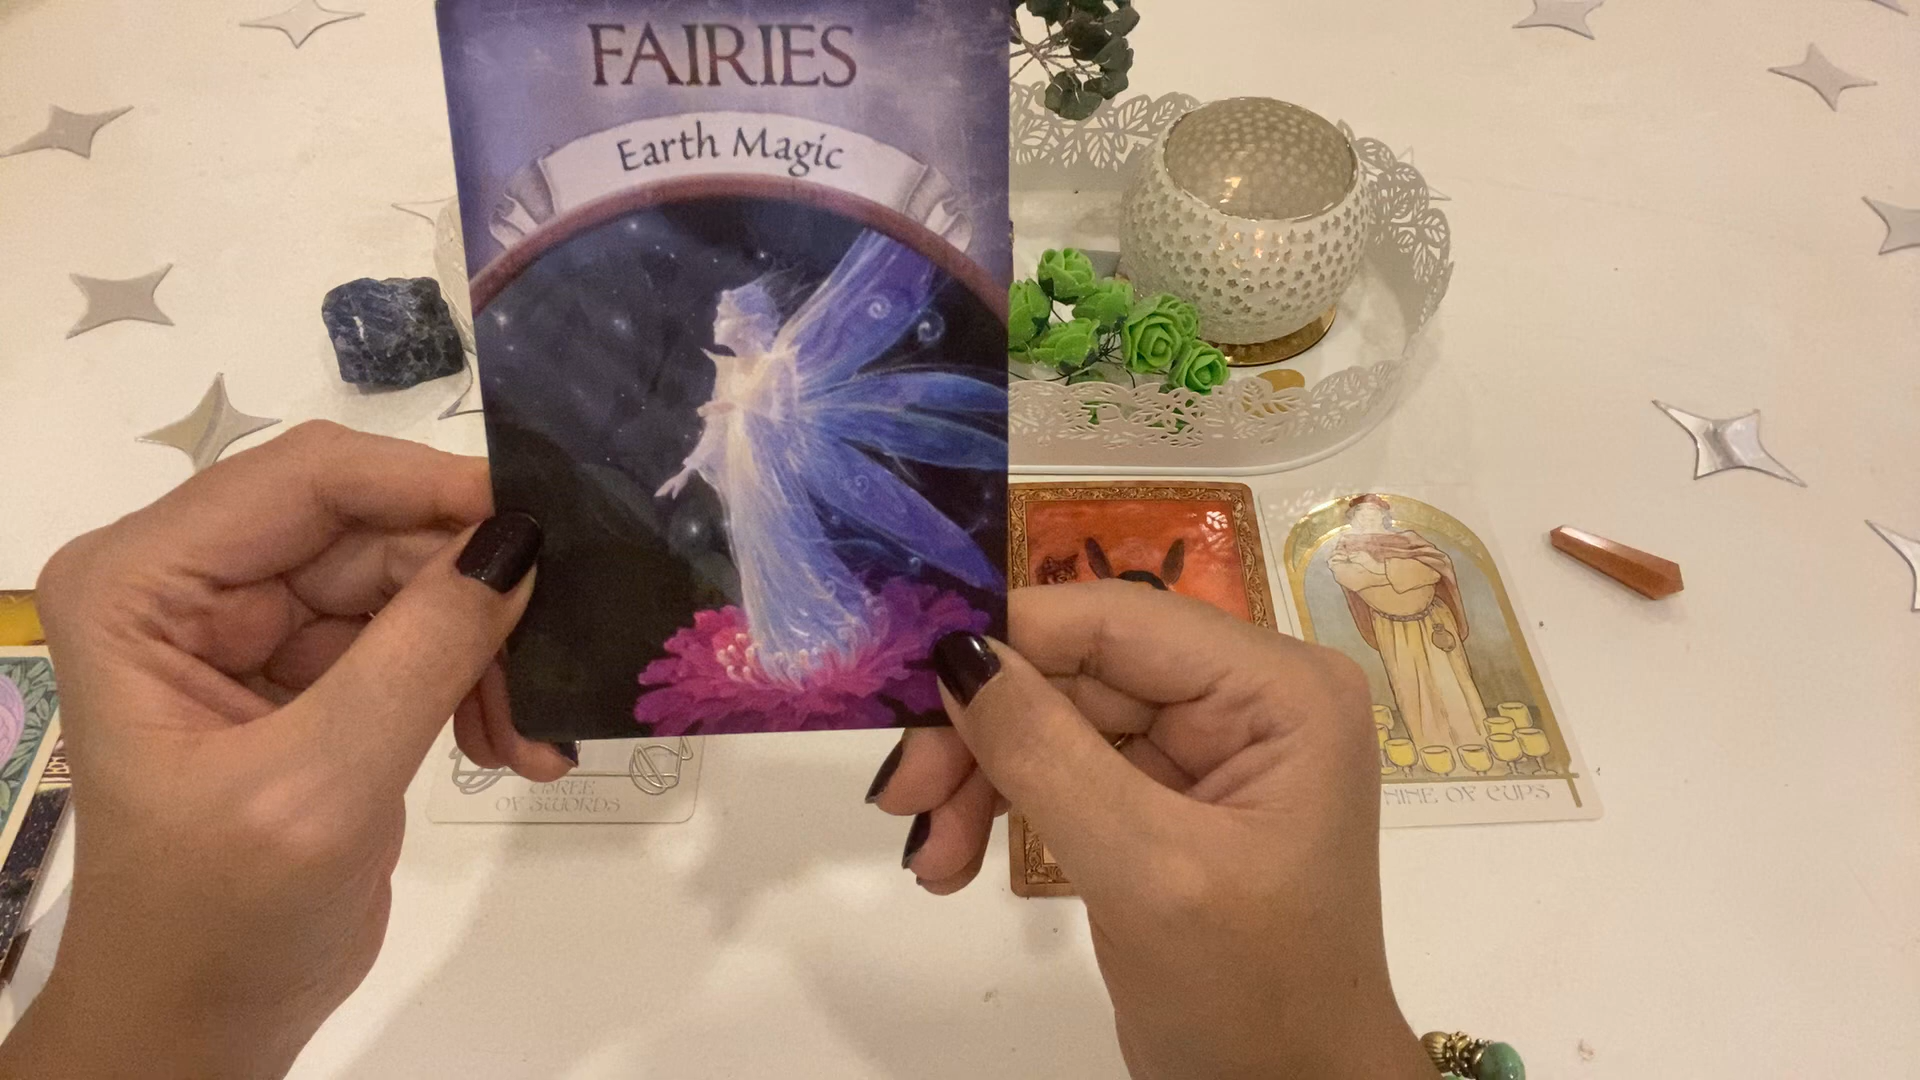 FAIRIES
Earth Magic
THREE
OF SWORDS
NINE OF CUPS